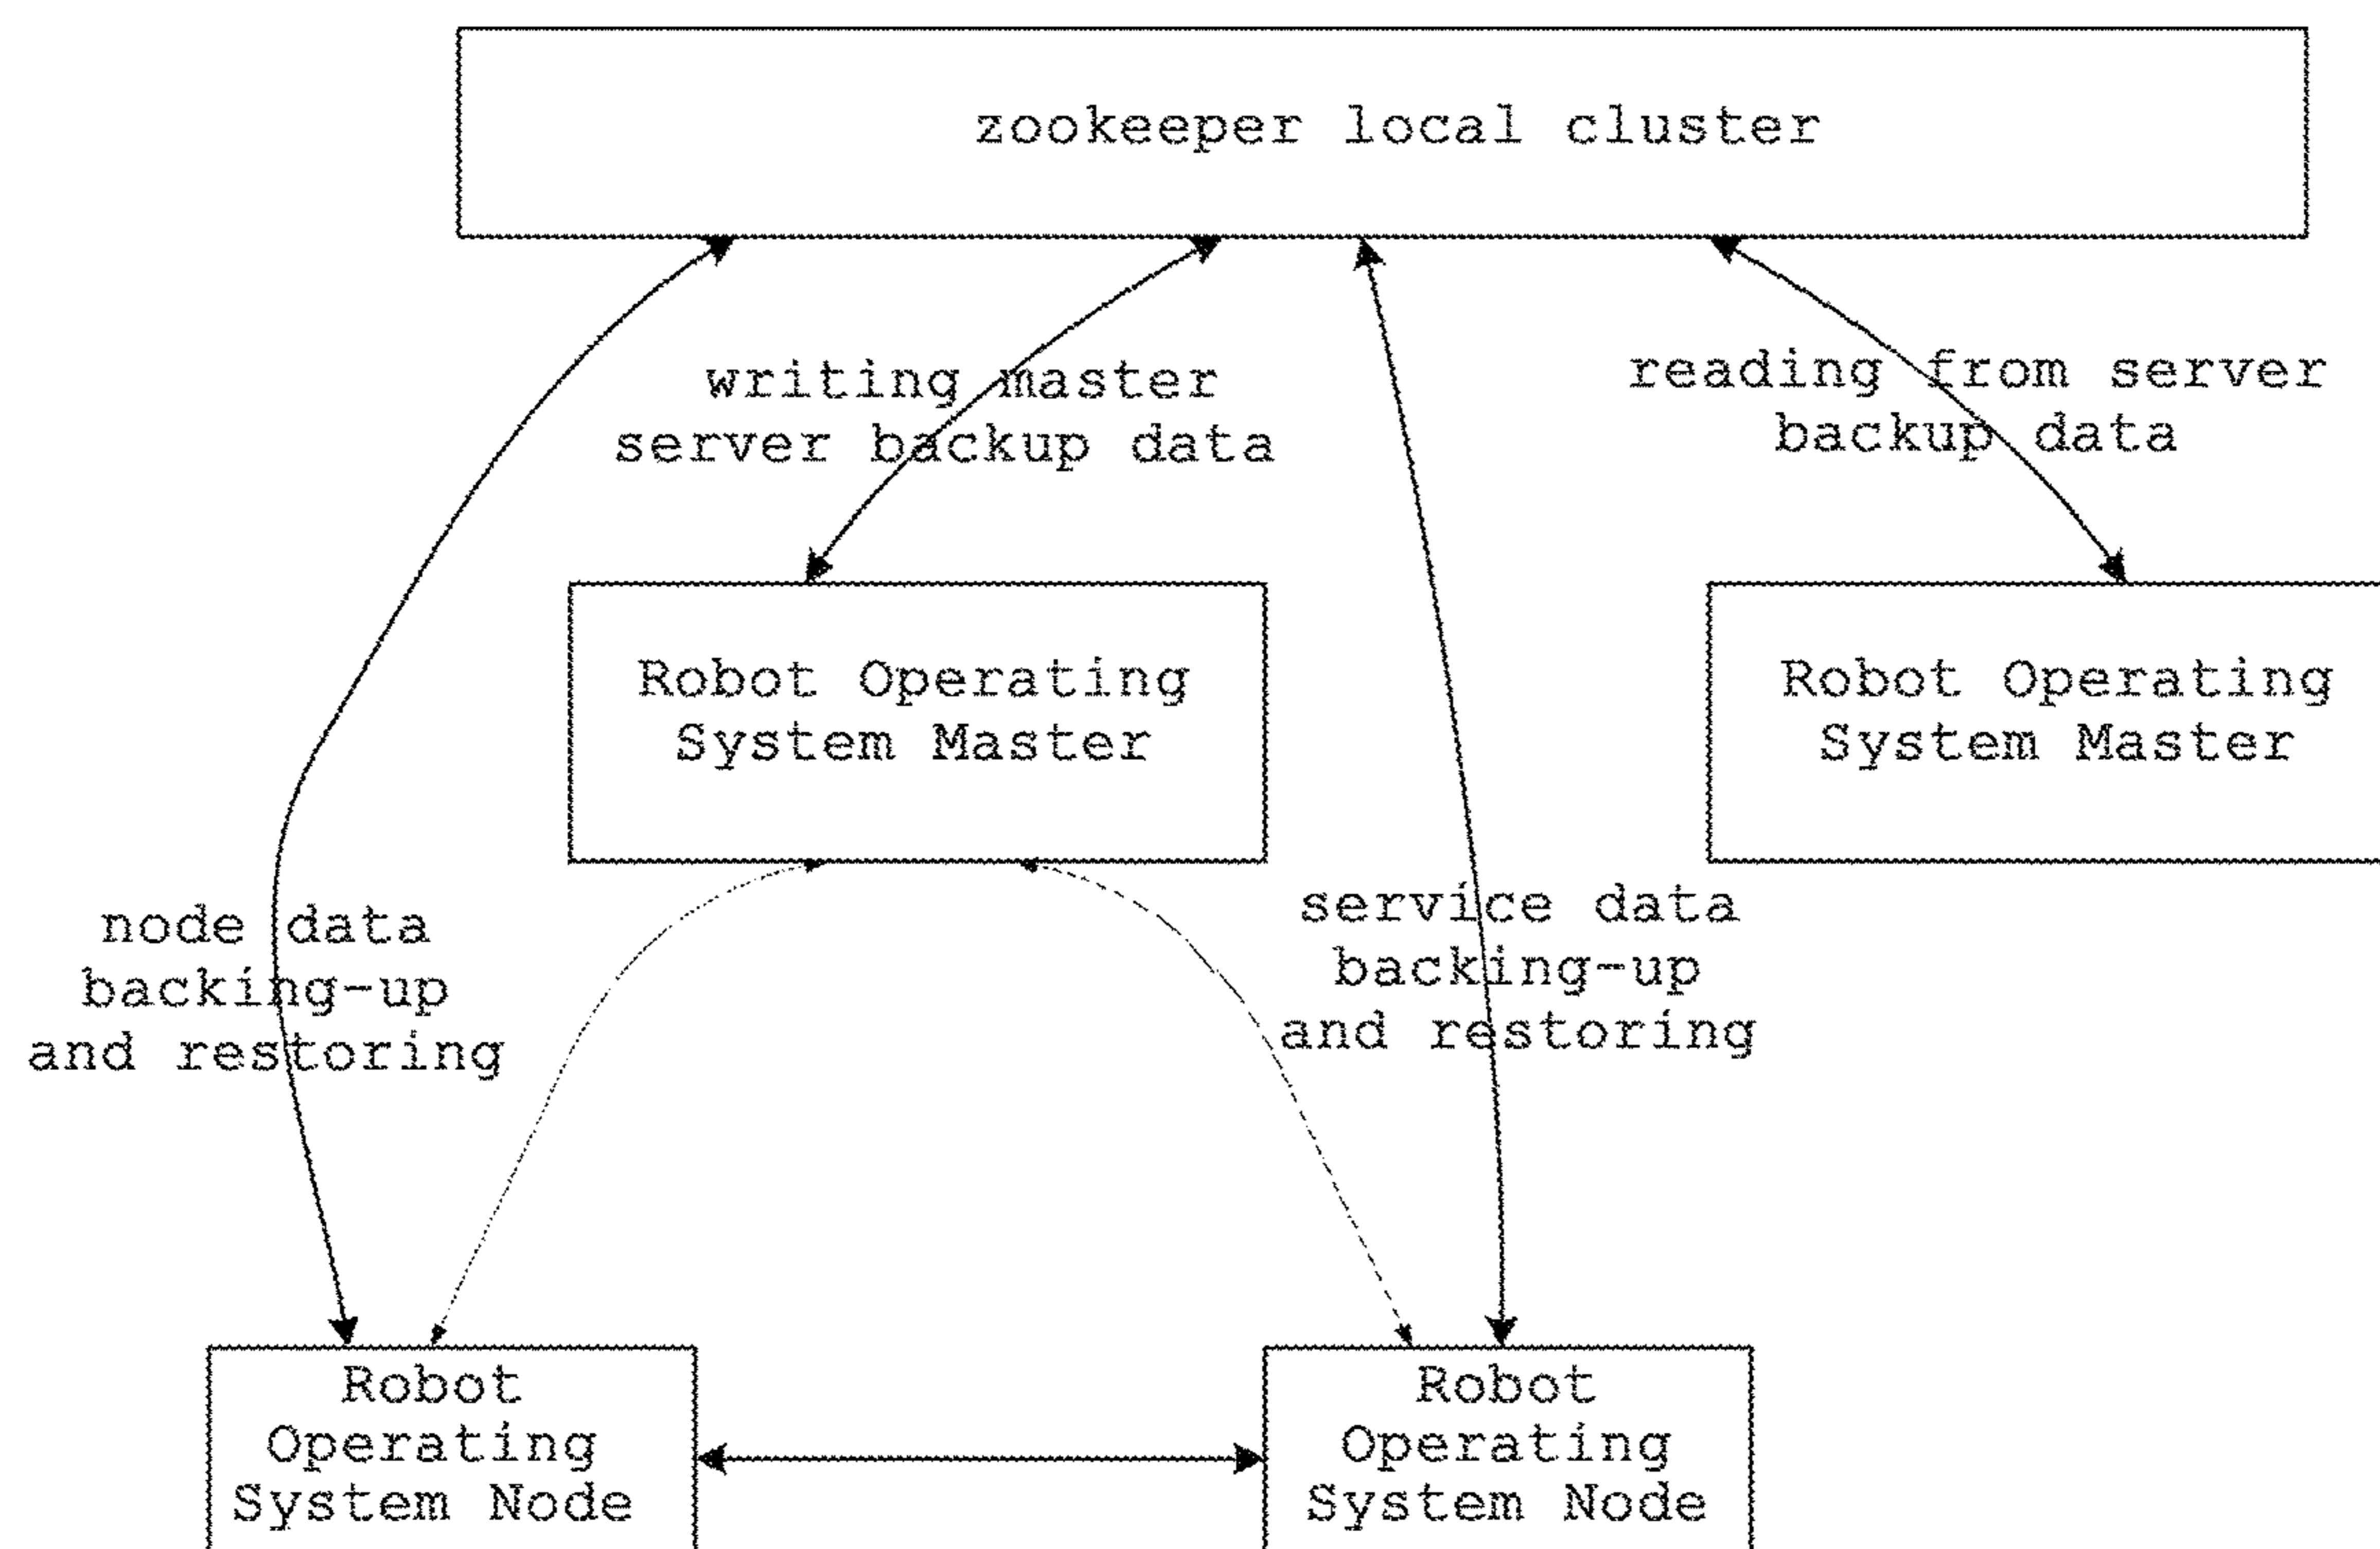 zookeeper local cluster
writing master
server backup data
reading from server
backup data
Robot Operating
System Master
Robot Operating
System Master
node data
backing-up
and restoring
service data
backing-up
and restoring
Robot
Operating
System Node
Robot
Operating
System Node